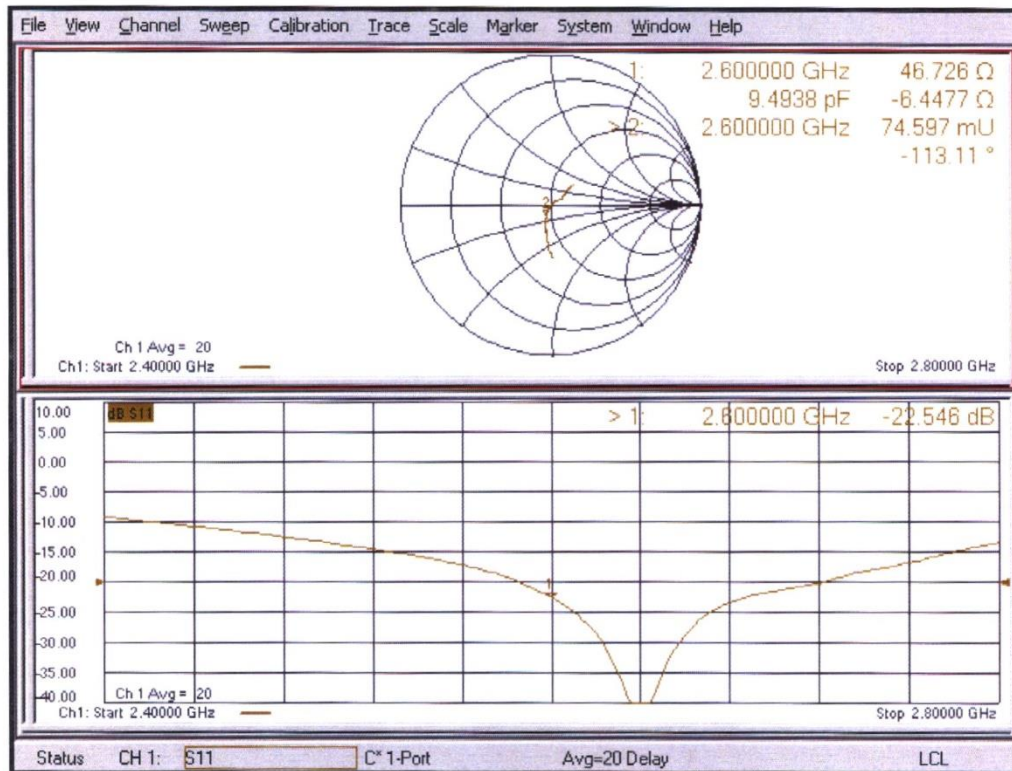 File View Channel Sweep Calibration Trace Scale Marker System Window Help
1: 2.600000 GHz 46.726 Ω
9.4938 pF -6.4477 Ω
> 2: 2.600000 GHz 74.597 mU
-113.11 °
2
Ch 1 Avg = 20
Ch1: Start 2.40000 GHz Stop 2.80000 GHz
10.00 dB S11 > 1: 2.600000 GHz -22.546 dB
5.00
0.00
-5.00
-10.00
-15.00
-20.00
1
-25.00
-30.00
-35.00
-40.00
Ch 1 Avg = 20
Ch1: Start 2.40000 GHz Stop 2.80000 GHz
Status CH 1: S11 C* 1-Port Avg=20 Delay LCL